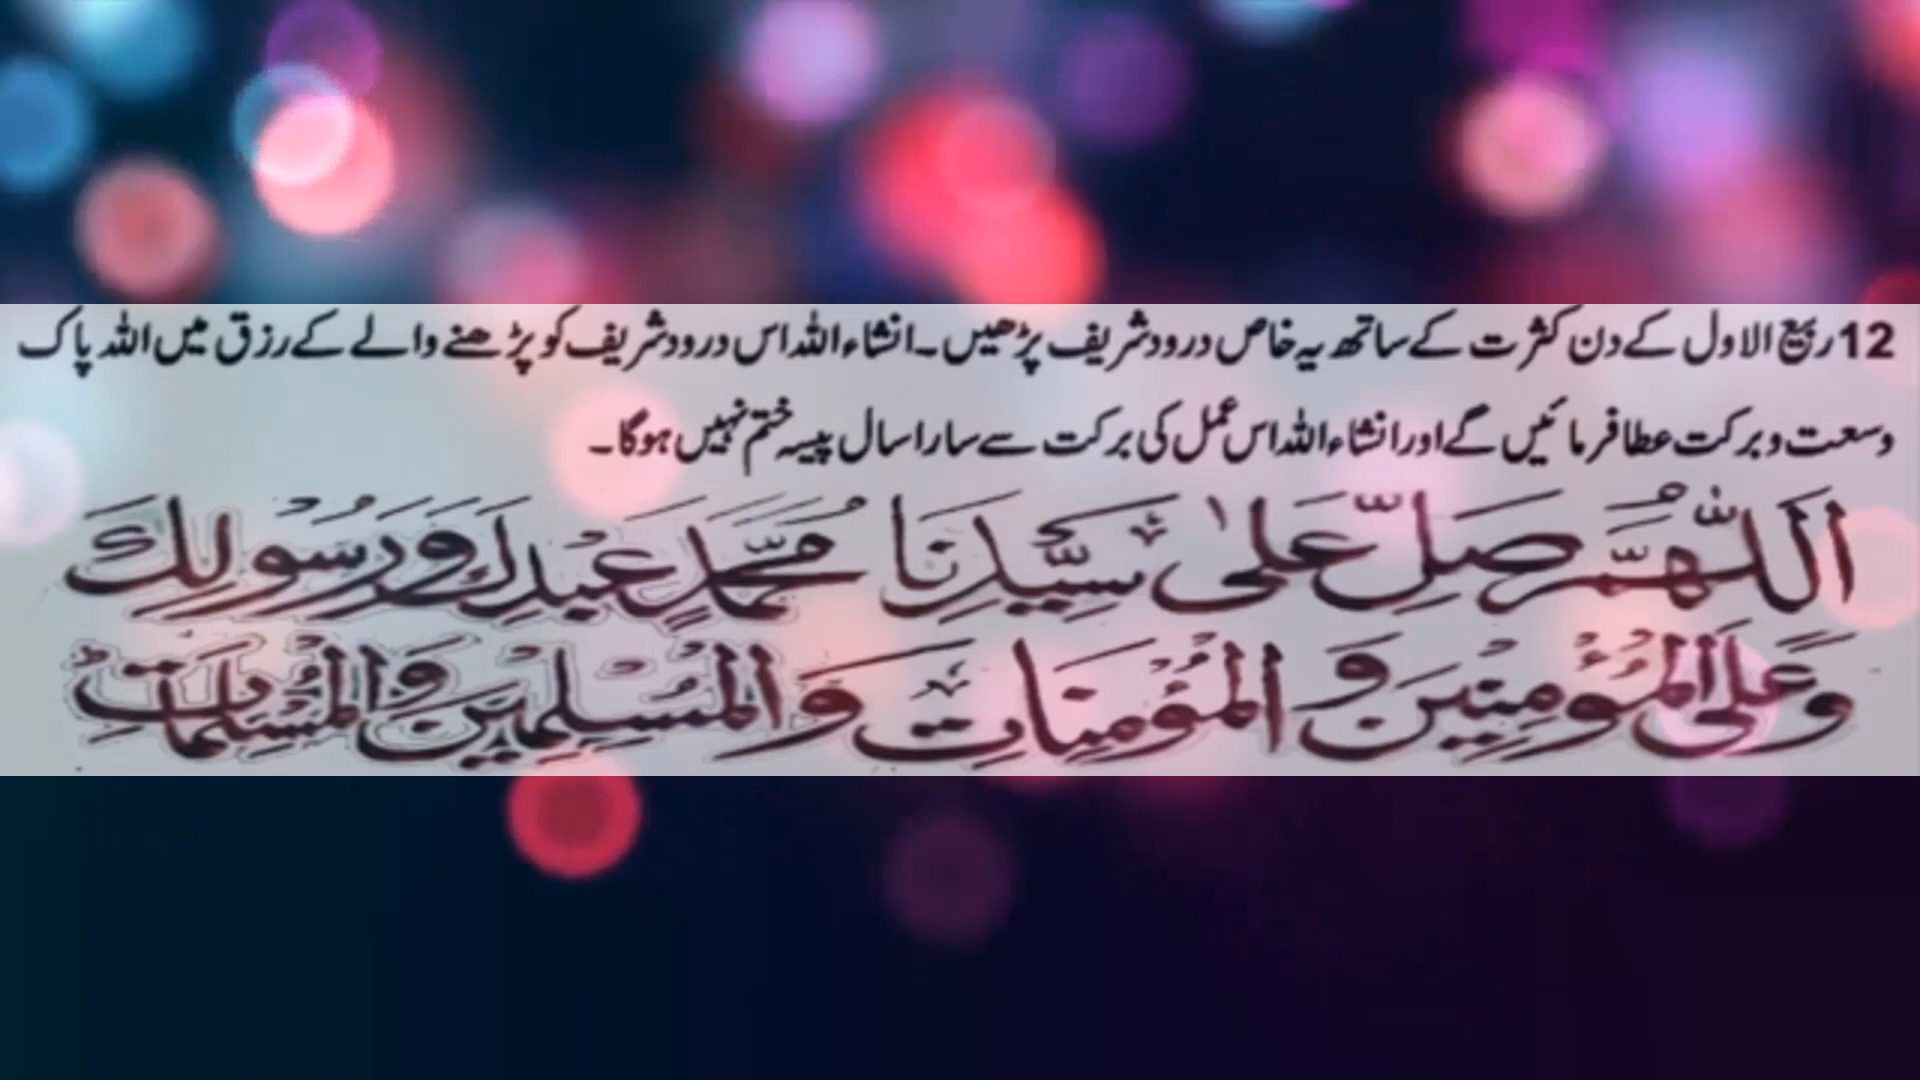 12 ربیع الاول کے دن کثرت کے ساتھ یہ خاص درود شریف پڑھیں۔ انشاء اللہ اس درود شریف کو پڑھنے والے کے رزق میں اللہ پاک
وسعت و برکت عطا فرمائیں گے اور انشاء اللہ اس عمل کی برکت سے سارا سال پیسہ ختم نہیں ہوگا۔
اَللّٰهُمَّ صَلِّ عَلٰى سَيِّدِنَا مُحَمَّدٍ عَبْدِكَ وَرَسُوْلِكَ
وَعَلَى الْمُؤْمِنِيْنَ وَ الْمُؤْمِنَاتِ وَ الْمُسْلِمِيْنَ وَالْمُسْلِمَاتِ